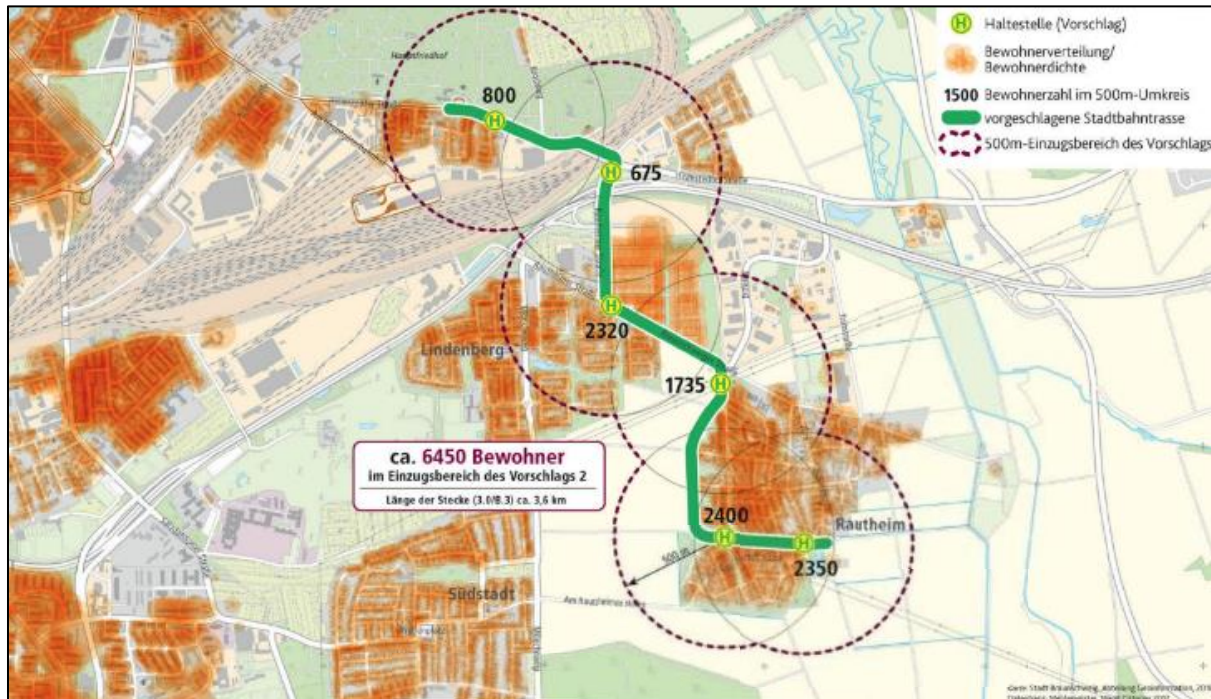 Hauptfriedhof
H Haltestelle (Vorschlag)
Bewohnerverteilung/
Bewohnerdichte
1500 Bewohnerzahl im 500m-Umkreis
vorgeschlagene Stadtbahntrasse
500m-Einzugsbereich des Vorschlags
800
H
H
675
H
2320
Lindenberg
1735
H
ca. 6450 Bewohner
im Einzugsbereich des Vorschlags 2
Länge der Stecke (3.0/8.3) ca. 3,6 km
2400
H
H
Rautheim
2350
500 m
Südstadt